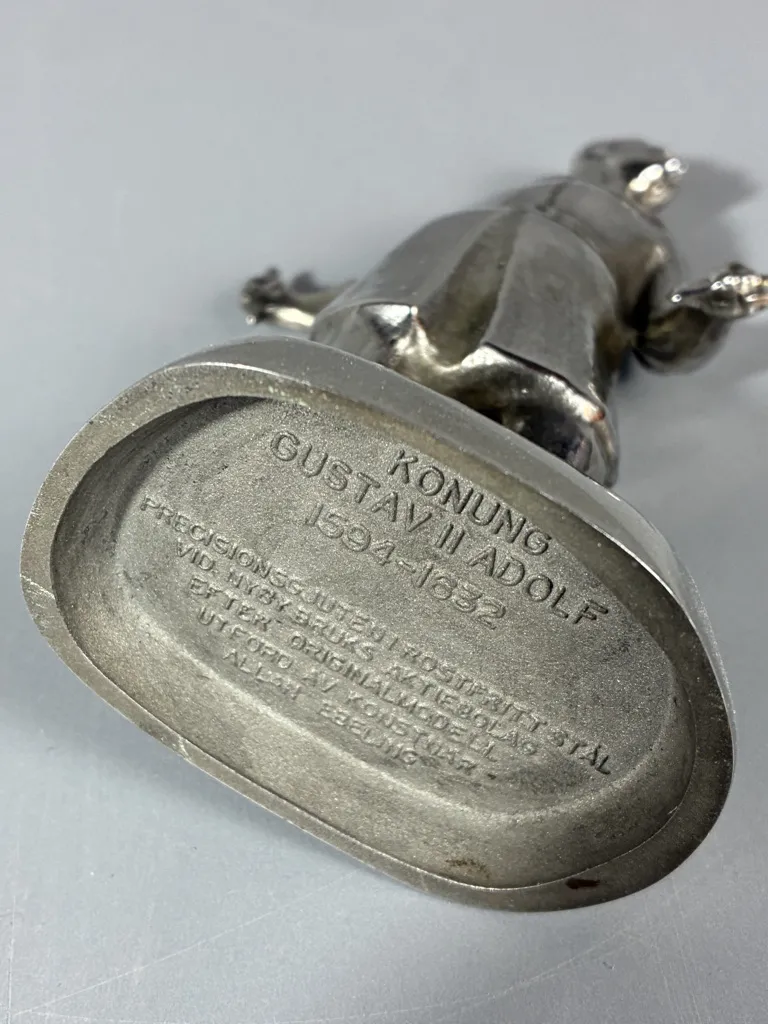 KONUNG
GUSTAV II ADOLF
1594-1632
PRECISIONSGJUTEN I ROSTFRITT STÅL
VID NYBY BRUKS AKTIEBOLAG
EFTER ORIGINALMODELL
UTFÖRD AV KONSTNÄR
ALLAN EBELING